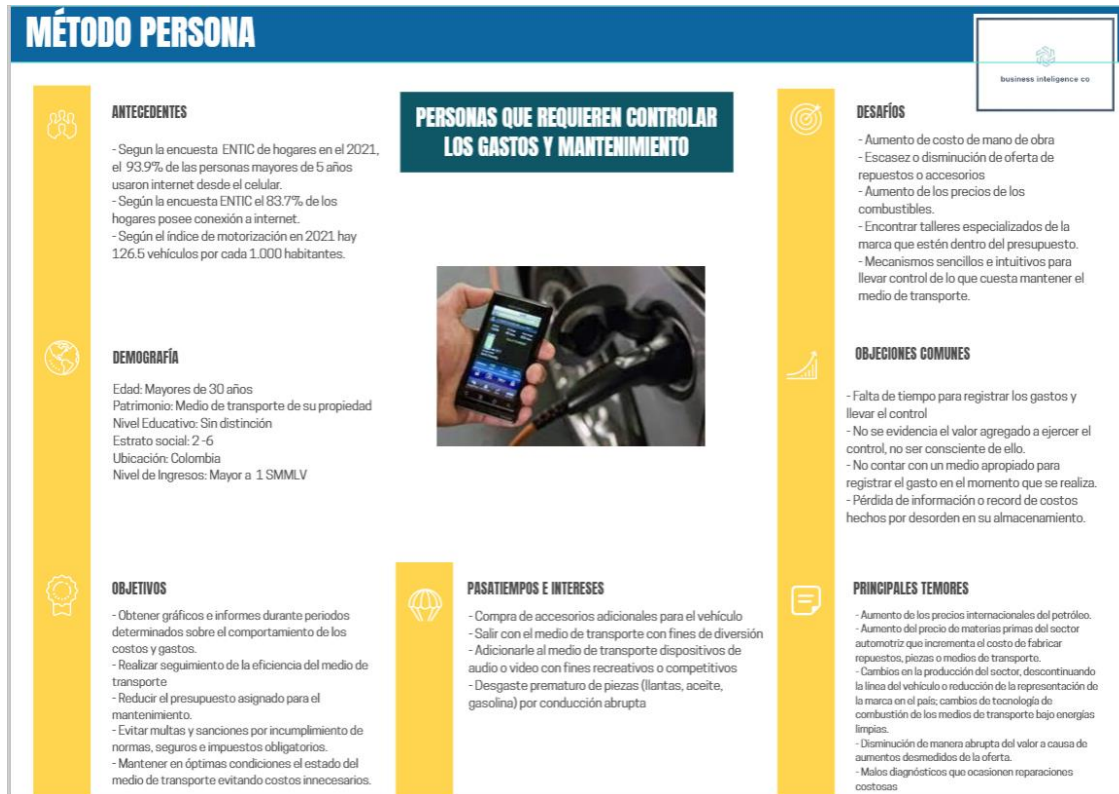 MÉTODO PERSONA
business inteligence co
ANTECEDENTES
- Segun la encuesta ENTIC de hogares en el 2021,
el 93.9% de las personas mayores de 5 años
usaron internet desde el celular.
- Según la encuesta ENTIC el 83.7% de los
hogares posee conexión a internet.
- Según el índice de motorización en 2021 hay
126.5 vehículos por cada 1.000 habitantes.
DEMOGRAFÍA
Edad: Mayores de 30 años
Patrimonio: Medio de transporte de su propiedad
Nivel Educativo: Sin distinción
Estrato social: 2 -6
Ubicación: Colombia
Nivel de Ingresos: Mayor a 1 SMMLV
OBJETIVOS
- Obtener gráficos e informes durante periodos
determinados sobre el comportamiento de los
costos y gastos.
- Realizar seguimiento de la eficiencia del medio de
transporte
- Reducir el presupuesto asignado para el
mantenimiento.
- Evitar multas y sanciones por incumplimiento de
normas, seguros e impuestos obligatorios.
- Mantener en óptimas condiciones el estado del
medio de transporte evitando costos innecesarios.
PERSONAS QUE REQUIEREN CONTROLAR
LOS GASTOS Y MANTENIMIENTO
PASATIEMPOS E INTERESES
- Compra de accesorios adicionales para el vehículo
- Salir con el medio de transporte con fines de diversión
- Adicionarle al medio de transporte dispositivos de
audio o video con fines recreativos o competitivos
- Desgaste prematuro de piezas (llantas, aceite,
gasolina) por conducción abrupta
DESAFÍOS
- Aumento de costo de mano de obra
- Escasez o disminución de oferta de
repuestos o accesorios
- Aumento de los precios de los
combustibles.
- Encontrar talleres especializados de la
marca que estén dentro del presupuesto.
- Mecanismos sencillos e intuitivos para
llevar control de lo que cuesta mantener el
medio de transporte.
OBJECIONES COMUNES
- Falta de tiempo para registrar los gastos y
llevar el control
- No se evidencia el valor agregado a ejercer el
control, no ser consciente de ello.
- No contar con un medio apropiado para
registrar el gasto en el momento que se realiza.
- Pérdida de información o record de costos
hechos por desorden en su almacenamiento.
PRINCIPALES TEMORES
- Aumento de los precios internacionales del petróleo.
- Aumento del precio de materias primas del sector
automotriz que incrementa el costo de fabricar
repuestos, piezas o medios de transporte.
- Cambios en la producción del sector, descontinuando
la línea del vehículo o reducción de la representación de
la marca en el país; cambios de tecnología de
combustión de los medios de transporte bajo energías
limpias.
- Disminución de manera abrupta del valor a causa de
aumentos desmedidos de la oferta.
- Malos diagnósticos que ocasionen reparaciones
costosas